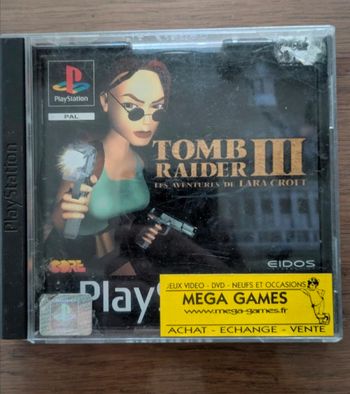 PlayStation
PlayStation
PAL
TOMB
RAIDER III
LES AVENTURES DE LARA CROFT
CORE
EIDOS
PlayS
JEUX VIDEO - DVD - NEUFS ET OCCASIONS
MEGA GAMES
www.mega-games.fr
ACHAT - ECHANGE - VENTE